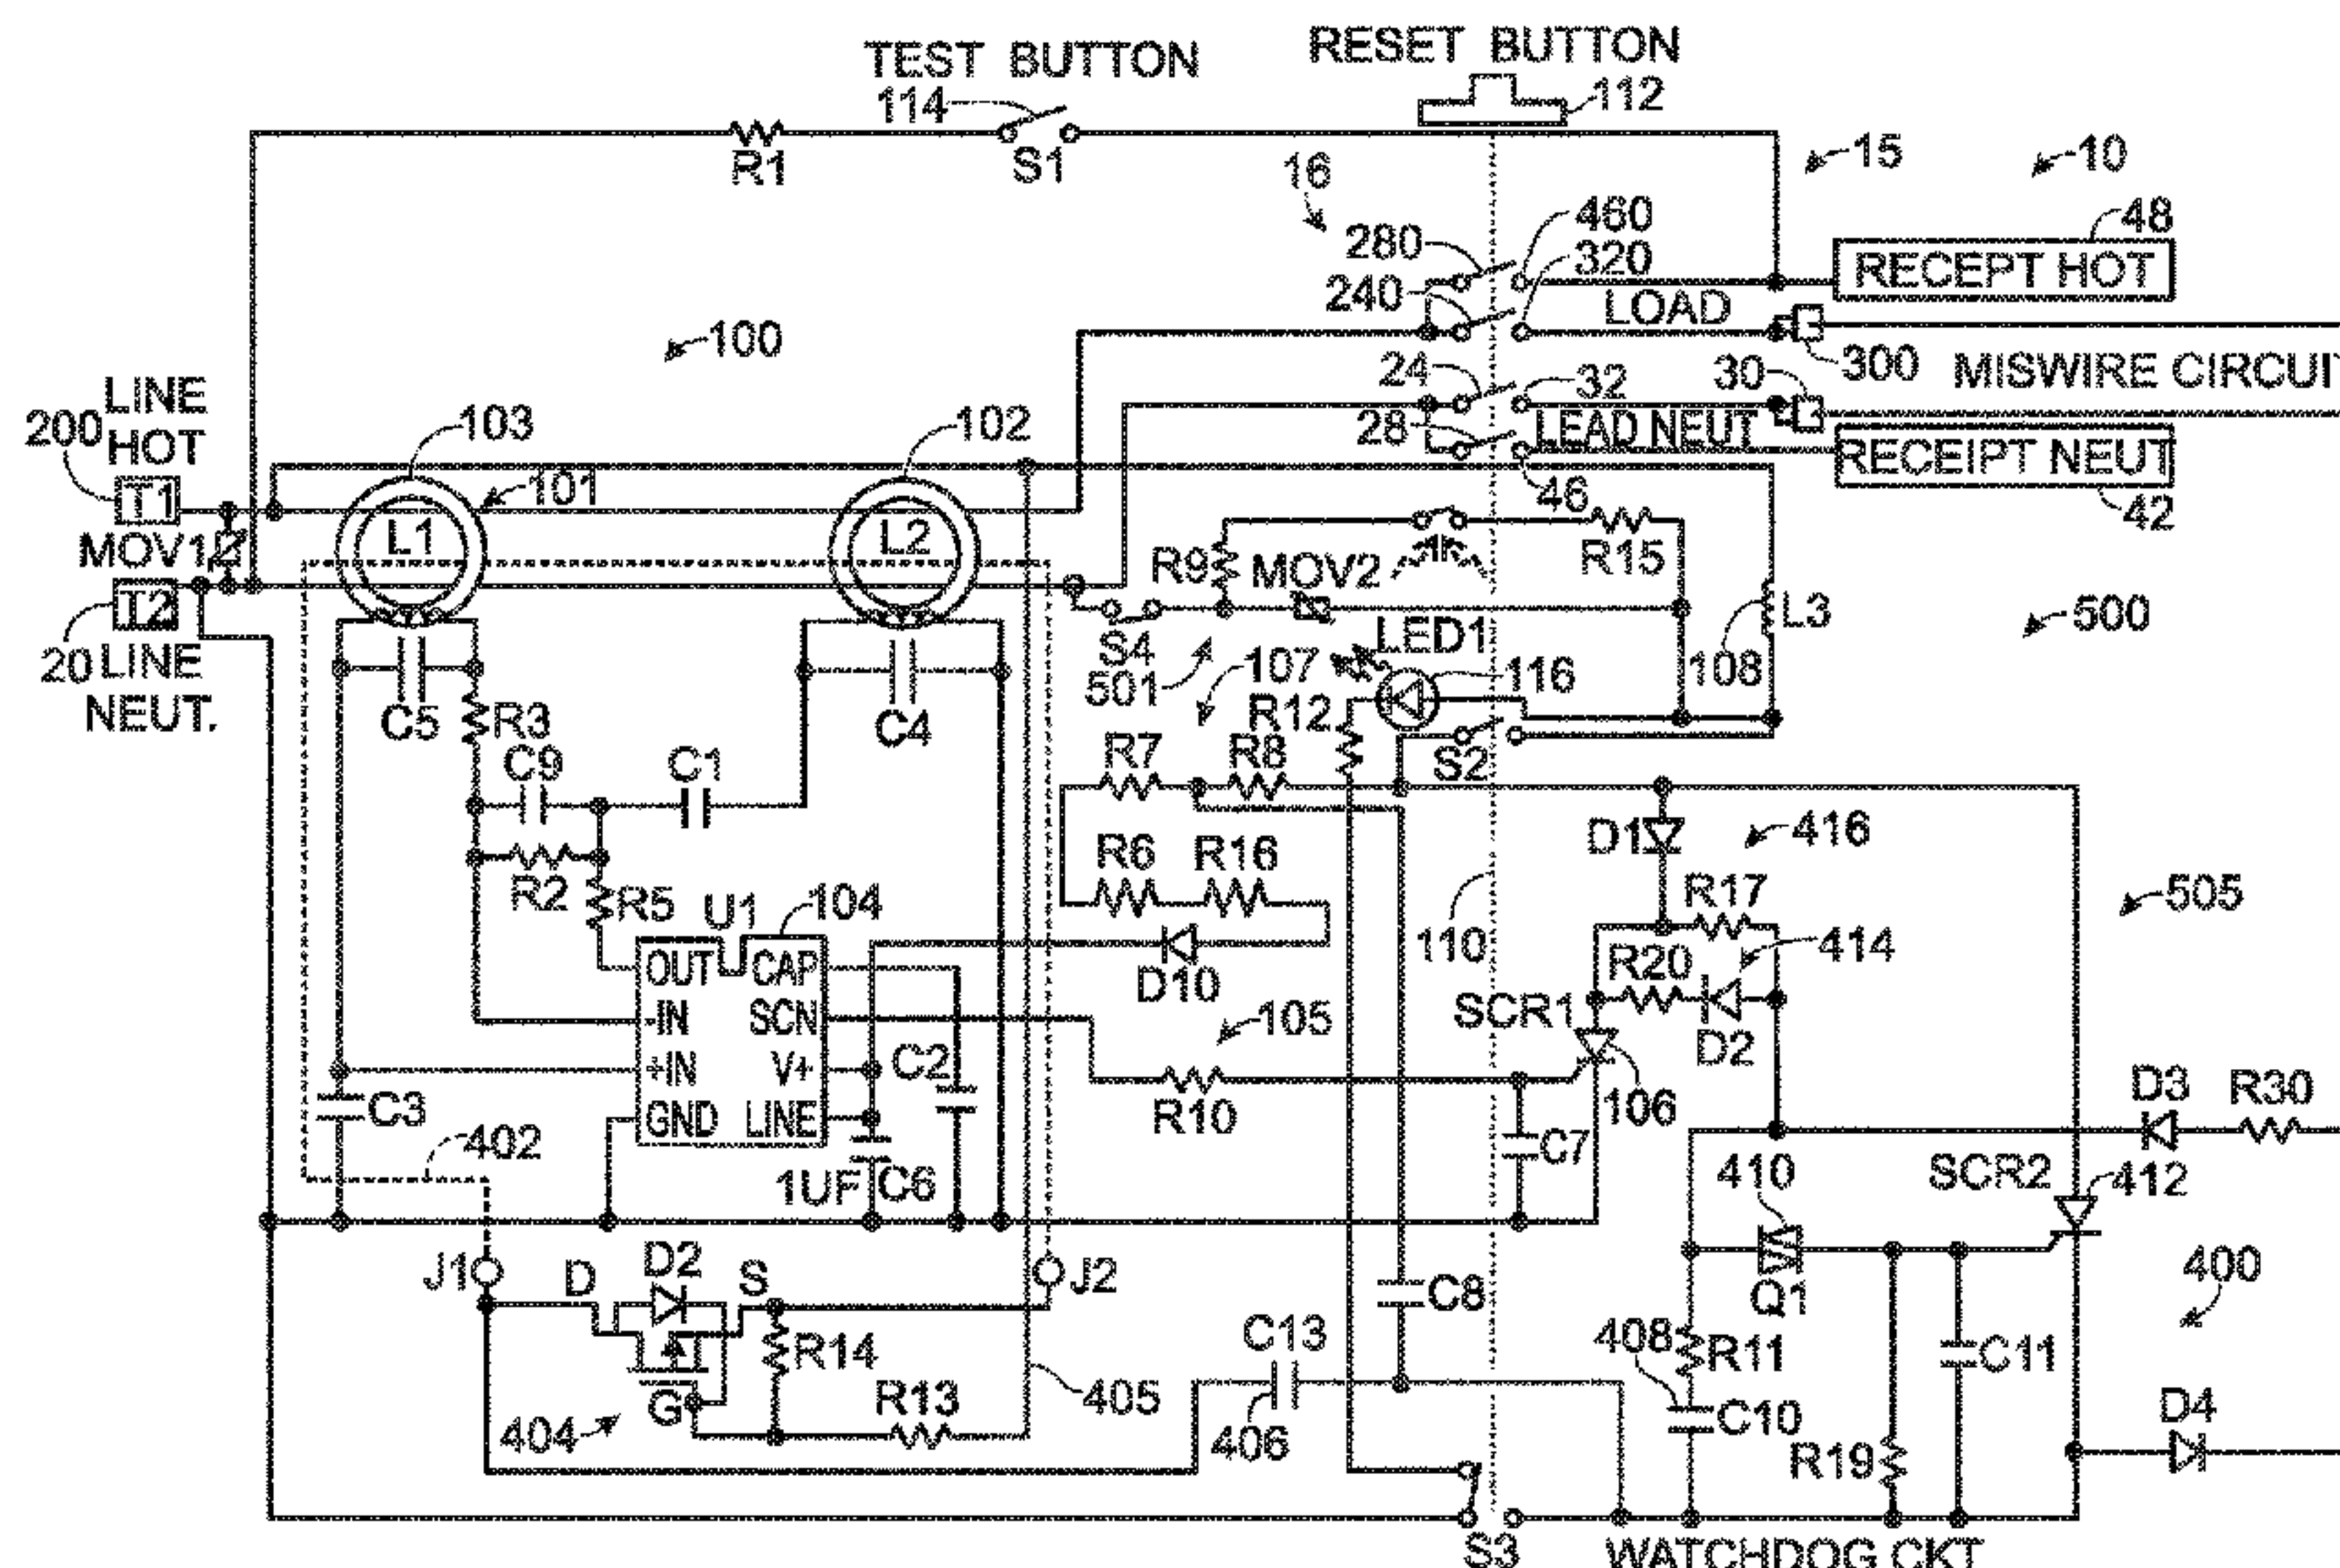 TEST BUTTON
RESET BUTTON
114
112
R1
S1
16
15
10
460
48
280
320
RECEPT HOT
240
LOAD
100
24
32
30
300
MISWIRE CIRCUI
LINE
HOT
200
103
102
28
LEAD NEUT
RECEIPT NEUT
T1
101
46
42
L1
L2
MOV1
R9
MOV2
R15
T2
S4
LED1
L3
500
20
LINE
NEUT.
501
107
116
108
C5
R3
C4
R12
C9
C1
R7
R8
S2
D1
416
R2
R5
U1
104
R6
R16
R17
505
OUT
CAP
D10
110
R20
414
-IN
SCN
105
SCR1
D2
+IN
V+
C2
R10
106
D3
R30
C3
GND
LINE
402
1UF
C6
C7
410
SCR2
412
J1
D
D2
S
J2
C8
Q1
400
C13
408
R11
C11
R14
G
R13
405
404
406
C10
D4
R19
S3
WATCHDOG CKT